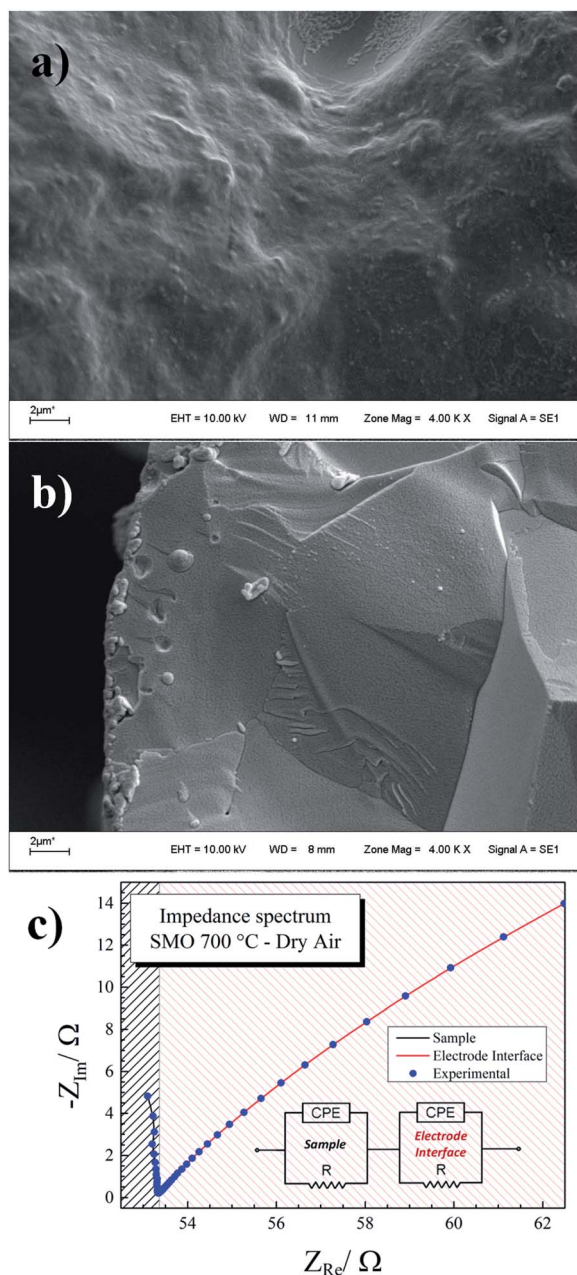 a)
2µm*
EHT = 10.00 kV WD = 11 mm Zone Mag = 4.00 K X Signal A = SE1
b)
2µm*
EHT = 10.00 kV WD = 8 mm Zone Mag = 4.00 K X Signal A = SE1
c)
Impedance spectrum
SMO 700 °C - Dry Air
14
12
10
8
6
4
2
0
-Z_Im/ Ω
Sample
Electrode Interface
Experimental
CPE
CPE
Sample
Electrode
Interface
R
R
54 56 58 60 62
Z_Re/ Ω